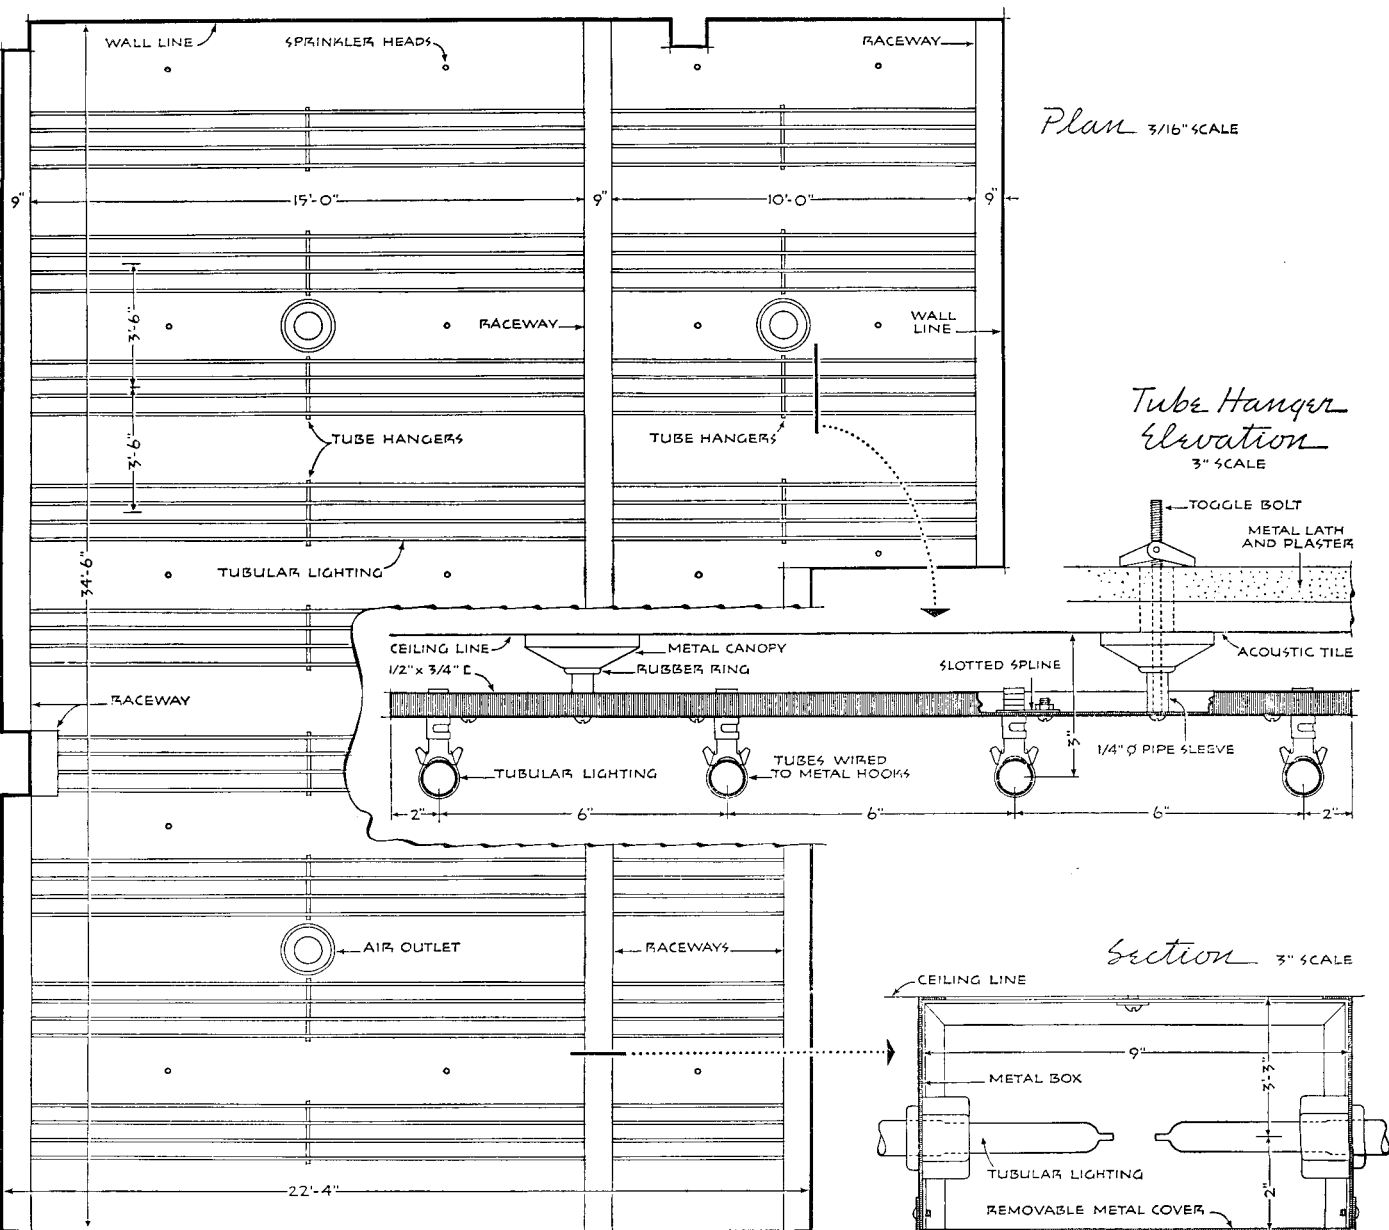 WALL LINE
SPRINKLER HEADS
RACEWAY
Plan 3/16" SCALE
9"
15'-0"
9"
10'-0"
9"
3'-6"
RACEWAY
WALL
LINE
3'-6"
TUBE HANGERS
TUBE HANGERS
Tube Hanger
Elevation
3" SCALE
TOGGLE BOLT
METAL LATH
AND PLASTER
34'-6"
TUBULAR LIGHTING
CEILING LINE
METAL CANOPY
ACOUSTIC TILE
1/2" x 3/4" [
RUBBER RING
SLOTTED SPLINE
RACEWAY
3"
1/4" Ø PIPE SLEEVE
TUBULAR LIGHTING
TUBES WIRED
TO METAL HOOKS
2"
6"
6"
6"
2"
AIR OUTLET
RACEWAYS
Section 3" SCALE
CEILING LINE
9"
3'-3"
METAL BOX
TUBULAR LIGHTING
2"
22'-4"
REMOVABLE METAL COVER